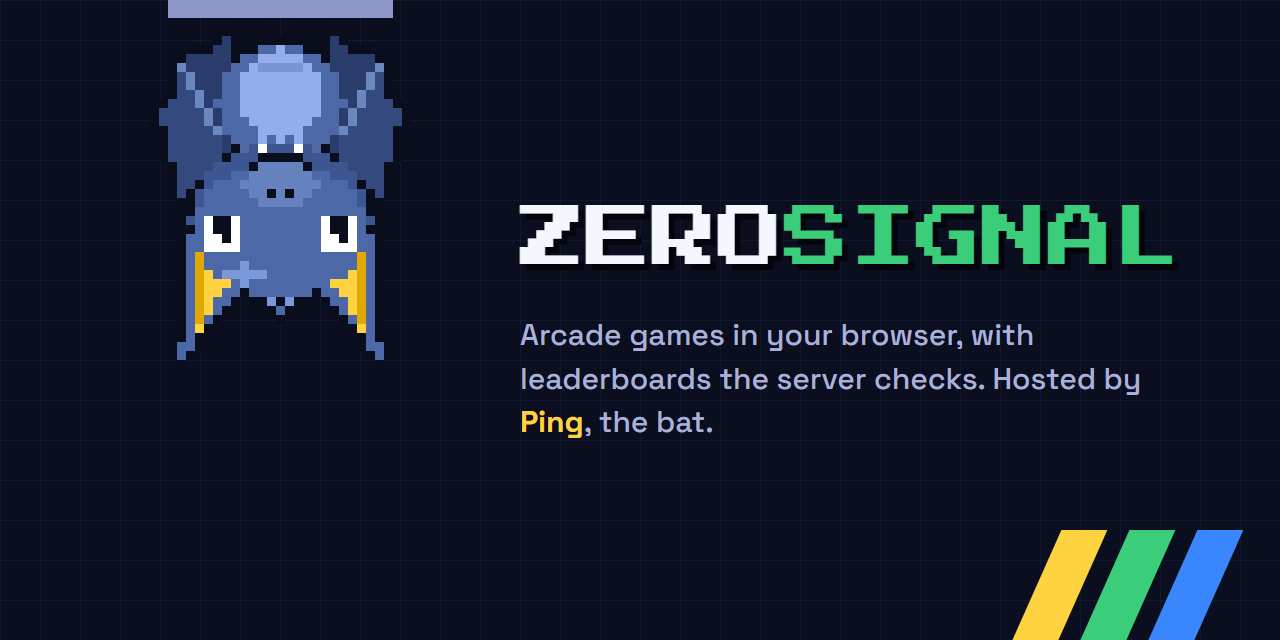 ZEROSIGNAL
Arcade games in your browser, with
leaderboards the server checks. Hosted by
Ping, the bat.